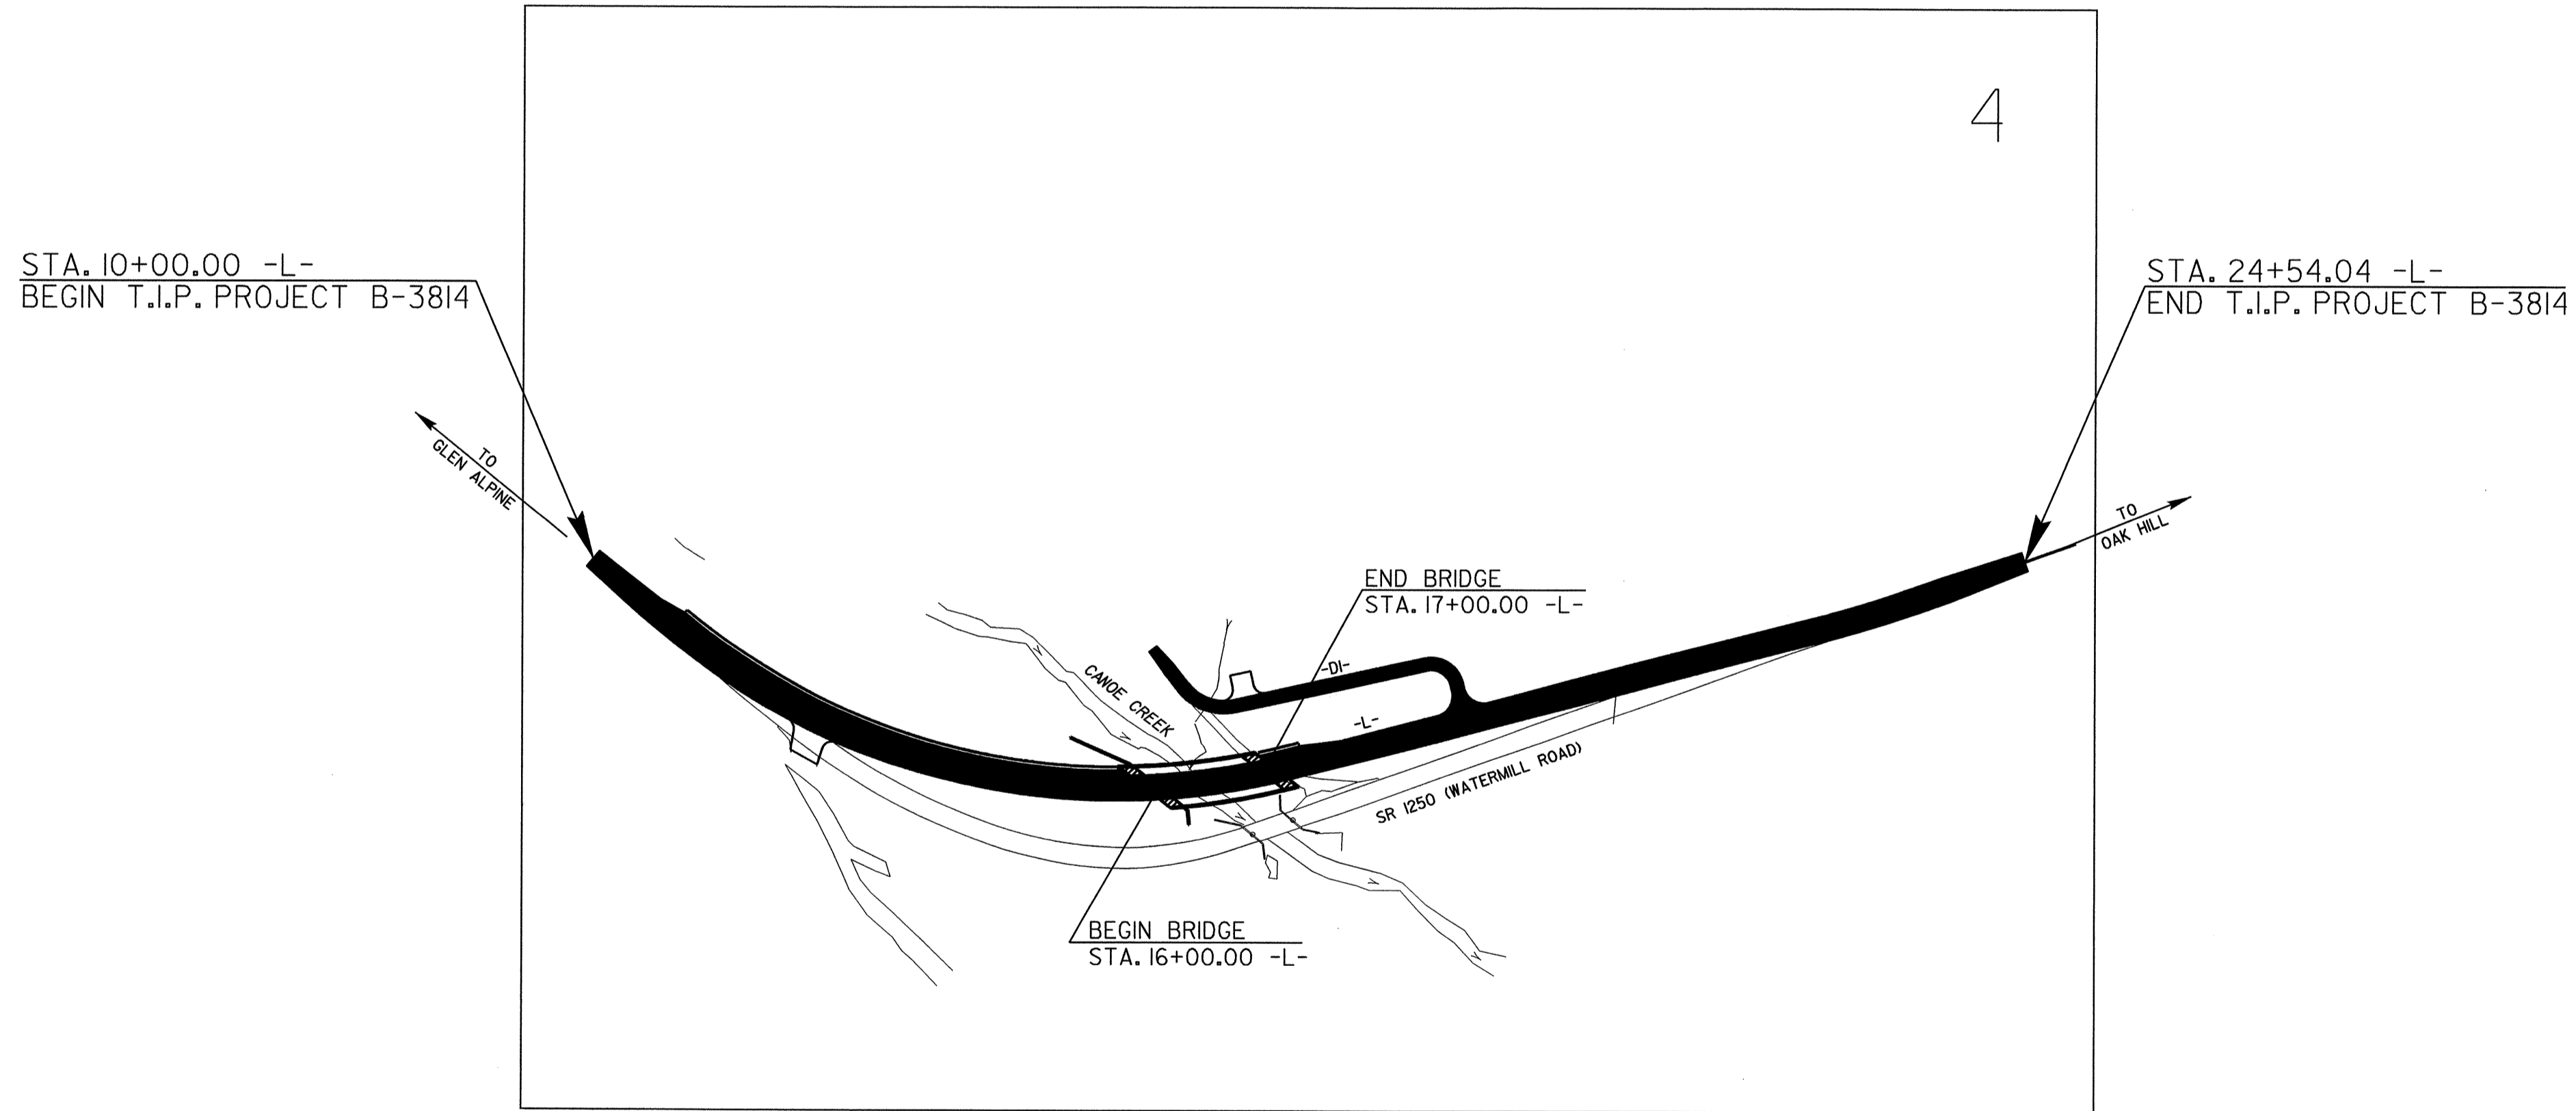 4
STA. 10+00.00 -L-
BEGIN T.I.P. PROJECT B-3814
STA. 24+54.04 -L-
END T.I.P. PROJECT B-3814
TO
GLEN ALPINE
TO
OAK HILL
END BRIDGE
STA. 17+00.00 -L-
CANOE CREEK
-D1-
-L-
SR 1250 (WATERMILL ROAD)
BEGIN BRIDGE
STA. 16+00.00 -L-